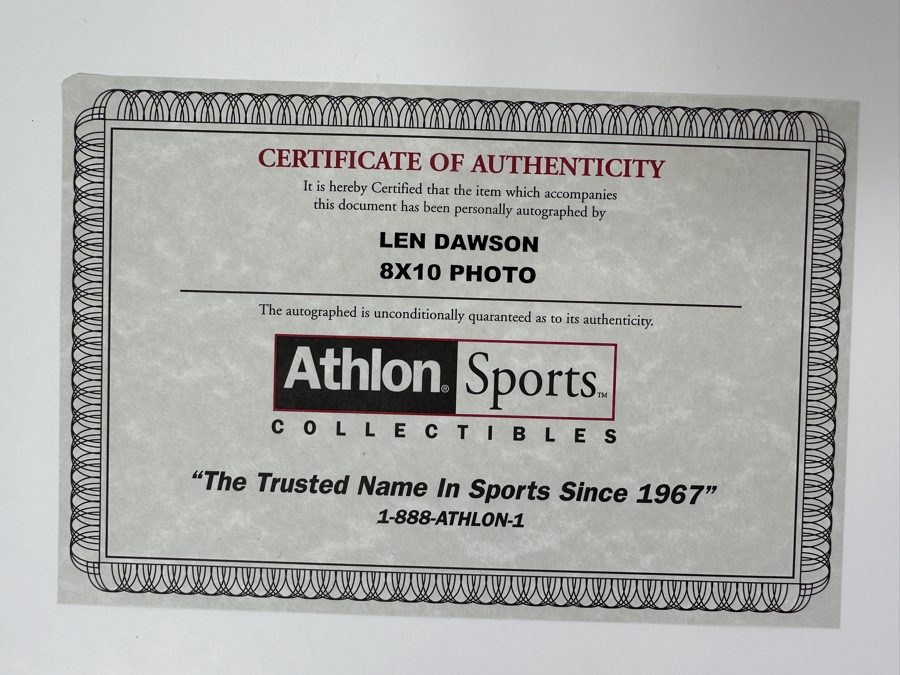 CERTIFICATE OF AUTHENTICITY
It is hereby Certified that the item which accompanies
this document has been personally autographed by
LEN DAWSON
8X10 PHOTO
The autographed is unconditionally quaranteed as to its authenticity.
Athlon® Sports™
COLLECTIBLES
“The Trusted Name In Sports Since 1967”
1-888-ATHLON-1